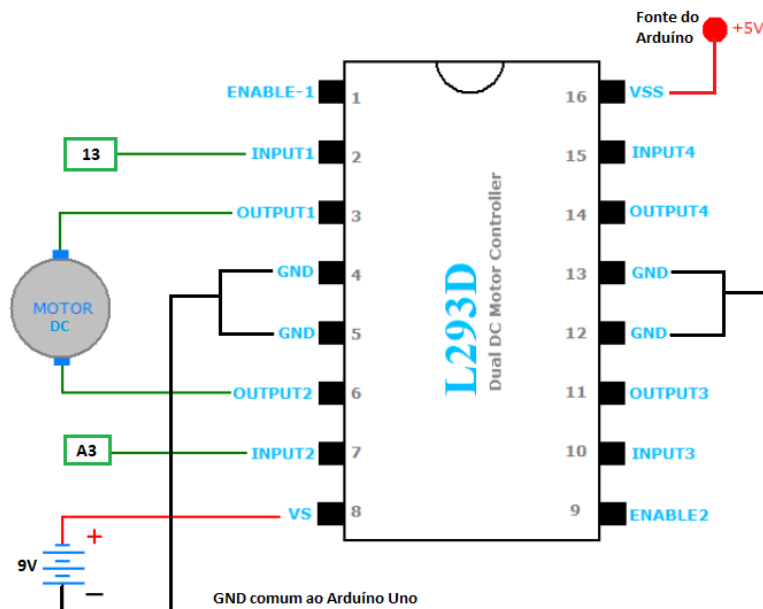 Fonte do
Arduíno
+5V
ENABLE-1
1
16
VSS
13
INPUT1
2
15
INPUT4
OUTPUT1
3
14
OUTPUT4
GND
4
13
GND
MOTOR
DC
L293D
Dual DC Motor Controller
GND
5
12
GND
OUTPUT2
6
11
OUTPUT3
A3
INPUT2
7
10
INPUT3
VS
8
9
ENABLE2
+
9V
−
GND comum ao Arduíno Uno